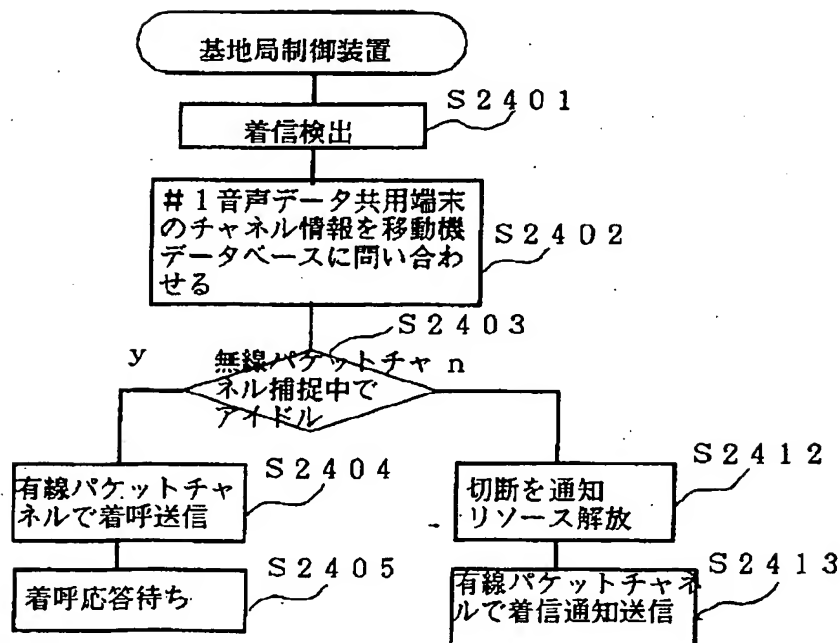 基地局制御装置
S2401
着信検出
#1音声データ共用端末
のチャネル情報を移動機
データベースに問い合わ
せる
S2402
S2403
y
無線パケットチャ
ネル捕捉中で
アイドル
n
有線パケットチャ
ネルで着呼送信
S2404
着呼応答待ち
S2405
切断を通知
リソース解放
S2412
有線パケットチャネ
ルで着信通知送信
S2413